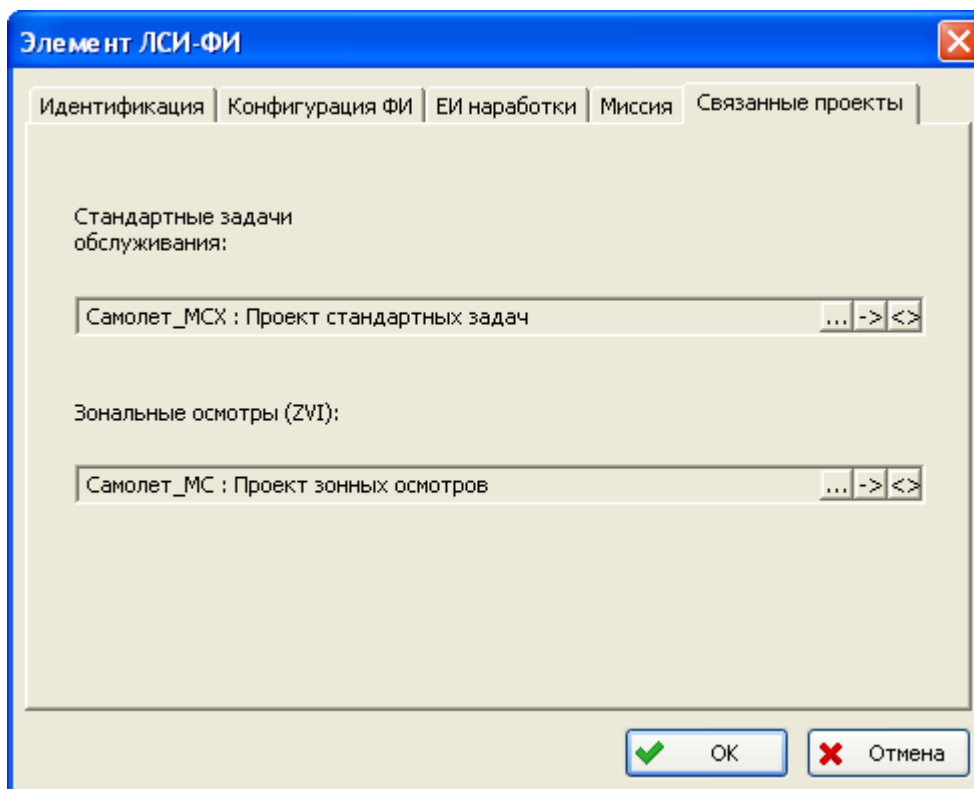 Элемент ЛСИ-ФИ
Идентификация Конфигурация ФИ ЕИ наработки Миссия Связанные проекты
Стандартные задачи
обслуживания:
Самолет_МСХ : Проект стандартных задач ... -> <>
Зональные осмотры (ZVI):
Самолет_МС : Проект зонных осмотров ... -> <>
ОК Отмена